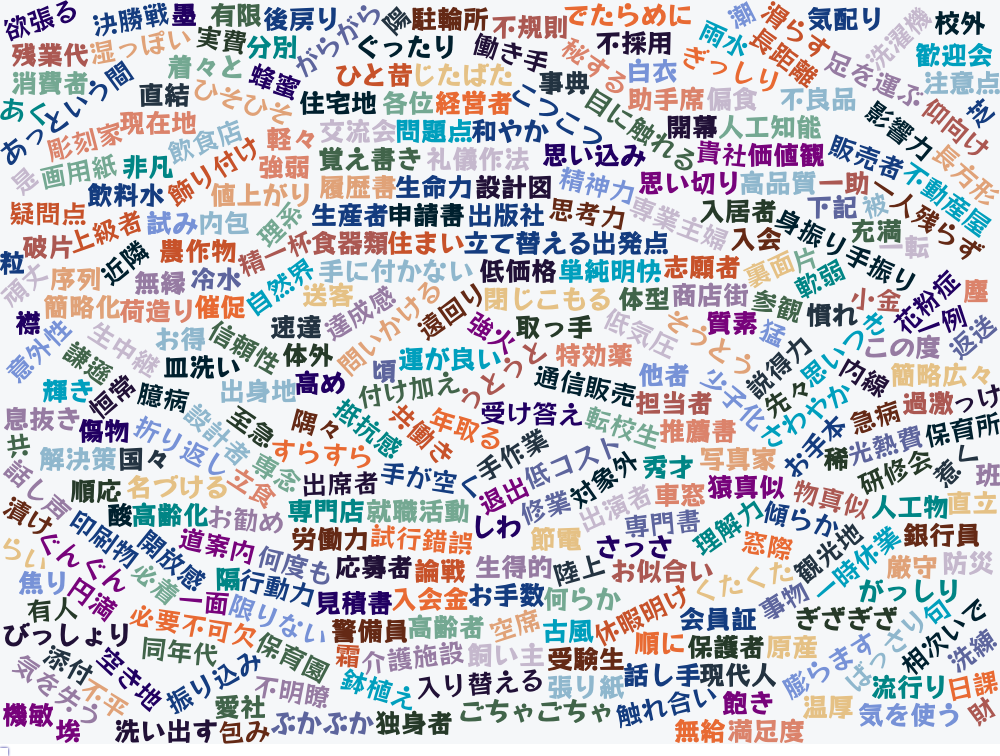 欲張る
決勝戦
墨
有限
後戻り
がらがら
陽
駐輪所
不規則
でたらめに
潮
滑らす
気配り
洗濯機
校外
残業代
湿っぽい
実費
分別
ぐったり
働き手
秘する
不採用
雨水
長距離
足を運ぶ
歓迎会
消費者
あっという間
着々と
蜂蜜
ひと昔
じたばた
事典
白衣
ぎっしり
注意点
あく
直結
ひそひそ
住宅地
各位
経営者
こつこつ
目に触れる
助手席
偏食
不良品
影響力
仰向け
彫刻家
現在地
飲食店
軽々
交流会
問題点
和やか
開幕
人工知能
画用紙
非凡
飾り付け
強弱
覚え書き
礼儀作法
思い込み
貴社
価値観
販売者
不動産屋
長方形
飲料水
値上がり
履歴書
生命力
設計図
精神力
思い切り
高品質
一助
一人残らず
疑問点
上級者
試み
内包
理系
生産者
申請書
出版社
思考力
専業主婦
入居者
下記
被
充満
破片
近隣
農作物
精一杯
食器類
住まい
立て替える
出発点
入会
身振り手振り
一転
粒
頑丈
序列
無縁
冷水
自然界
手に付かない
低価格
単純明快
志願者
裏面
片
軟弱
花粉症
塵
簡略化
荷造り
催促
送客
達成感
問いかける
遠回り
閉じこもる
体型
商店街
参観
慣れ
小金
一例
襟
意外性
生中継
お得
信頼性
速達
強火
取っ手
低気圧
そっとう
質素
猛
説得力
思いつき
この度
返送
謙遜
皿洗い
体外
頃
運が良い
うとうと
特効薬
他者
少子化
先々
内線
簡略
広々
輝き
恒常
臆病
出身地
高め
付け加え
通信販売
担当者
さわやか
急病
過激
っけ
息抜き
傷物
折り返し
設計者
至急
隅々
抵抗感
共働き
年取る
受け答え
転校生
推薦書
お手本
稀
光熱費
保育所
共
解決策
国々
専念
すらすら
手が空く
手作業
低コスト
対象外
秀才
写真家
研修会
惹く
班
話し声
順応
名づける
立食
出席者
退出
修業
出演者
車窓
猿真似
物真似
人工物
直立
漬け
印刷物
酸
高齢化
お勧め
専門店
就職活動
しわ
専門書
理解力
傾らか
らい
ぐんぐん
開放感
道案内
何度も
労働力
試行錯誤
節電
さっさ
窓際
観光地
一時休業
銀行員
焦り
円満
必着
隔
行動力
応募者
論戦
生得的
陸上
お似合い
くたくた
事物
厳守
防災
有人
一面
限りない
見積書
入会金
お手数
何らか
休暇明け
会員証
がっしり
びっしょり
必要不可欠
保育園
警備員
高齢者
空席
古風
順に
保護者
原産
ぎざぎざ
ばっさり
句
相次いで
添付
空き地
同年代
霜
介護施設
飼い主
受験生
話し手
現代人
膨らます
洗練
気を失う
不平
振り込み
不明瞭
鉢植え
入り替える
張り紙
触れ合い
飽き
温厚
流行り
日課
機敏
埃
洗い出す
愛社
包み
ぶかぶか
独身者
ごちゃごちゃ
無給
満足度
気を使う
財